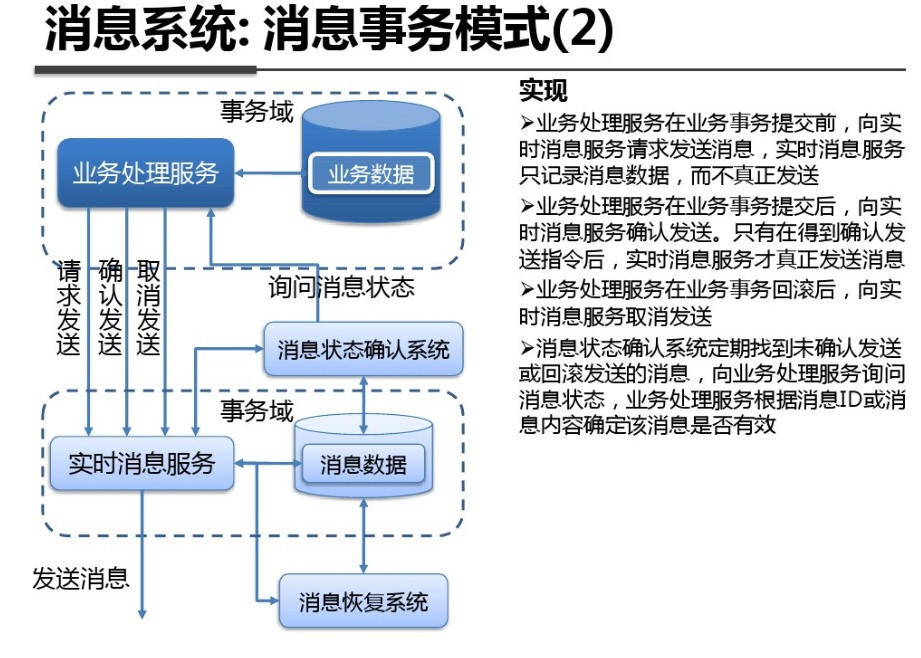 消息系统: 消息事务模式(2)
事务域
业务处理服务
业务数据
请求发送
确认发送
取消发送
询问消息状态
消息状态确认系统
事务域
实时消息服务
消息数据
发送消息
消息恢复系统
实现
➢业务处理服务在业务事务提交前，向实
时消息服务请求发送消息，实时消息服务
只记录消息数据，而不真正发送
➢业务处理服务在业务事务提交后，向实
时消息服务确认发送。只有在得到确认发
送指令后，实时消息服务才真正发送消息
➢业务处理服务在业务事务回滚后，向实
时消息服务取消发送
➢消息状态确认系统定期找到未确认发送
或回滚发送的消息，向业务处理服务询问
消息状态，业务处理服务根据消息ID或消
息内容确定该消息是否有效